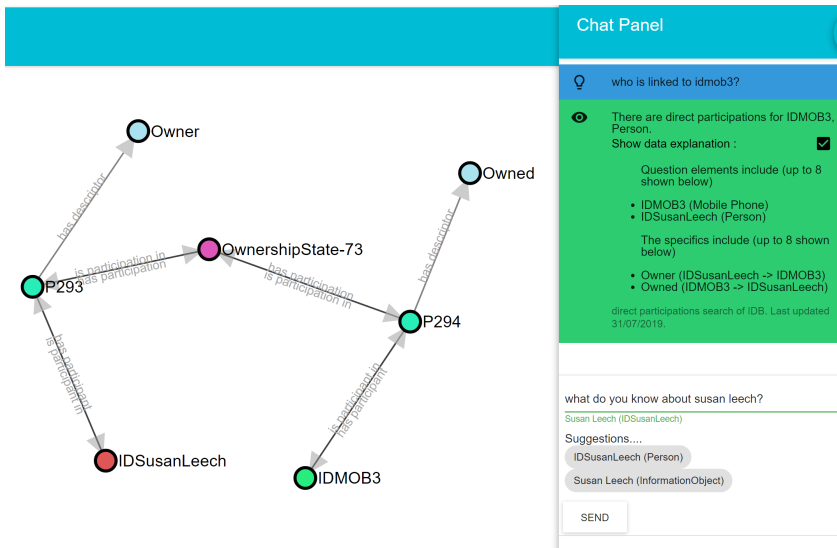 Owner
Owned
has descriptor
has descriptor
OwnershipState-73
is participation in
has participation
P293
has participation
is participation in
P294
has participant
is participant in
is participant in
has participant
IDSusanLeech
IDMOB3
Chat Panel
who is linked to idmob3?
There are direct participations for IDMOB3,
Person.
Show data explanation :
Question elements include (up to 8
shown below)
• IDMOB3 (Mobile Phone)
• IDSusanLeech (Person)
The specifics include (up to 8 shown
below)
• Owner (IDSusanLeech -> IDMOB3)
• Owned (IDMOB3 -> IDSusanLeech)
direct participations search of IDB. Last updated
31/07/2019.
what do you know about susan leech?
Susan Leech (IDSusanLeech)
Suggestions....
IDSusanLeech (Person)
Susan Leech (InformationObject)
SEND